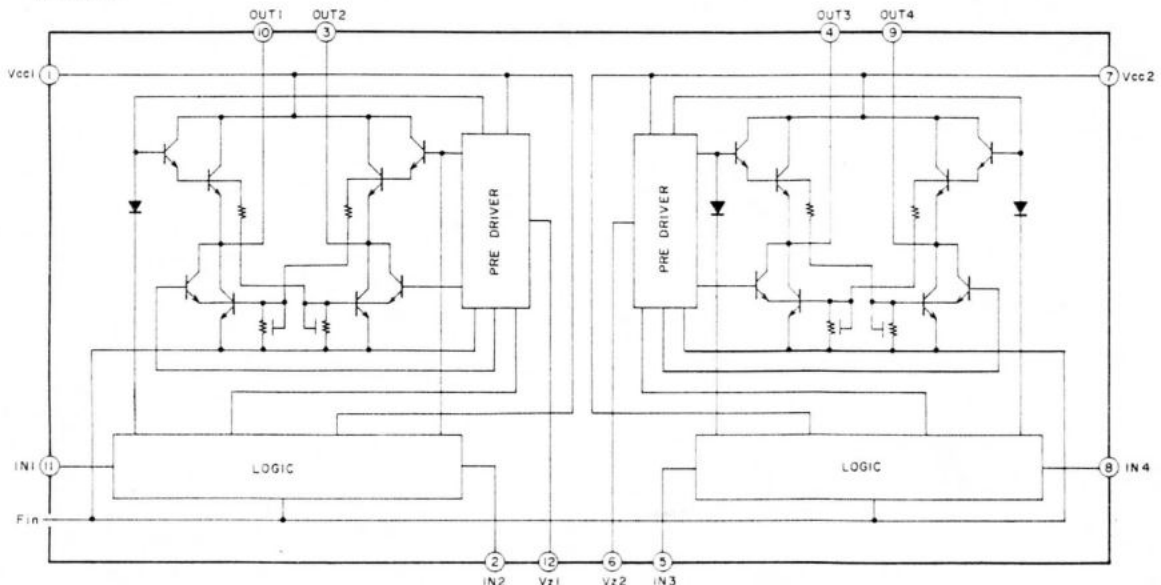 OUT1 OUT2 OUT3 OUT4
10 3 4 9
Vcc1 1 7 Vcc2
PRE DRIVER PRE DRIVER
IN1 11 LOGIC LOGIC 8 IN4
Fin
2 12 6 5
IN2 Vz1 Vz2 IN3